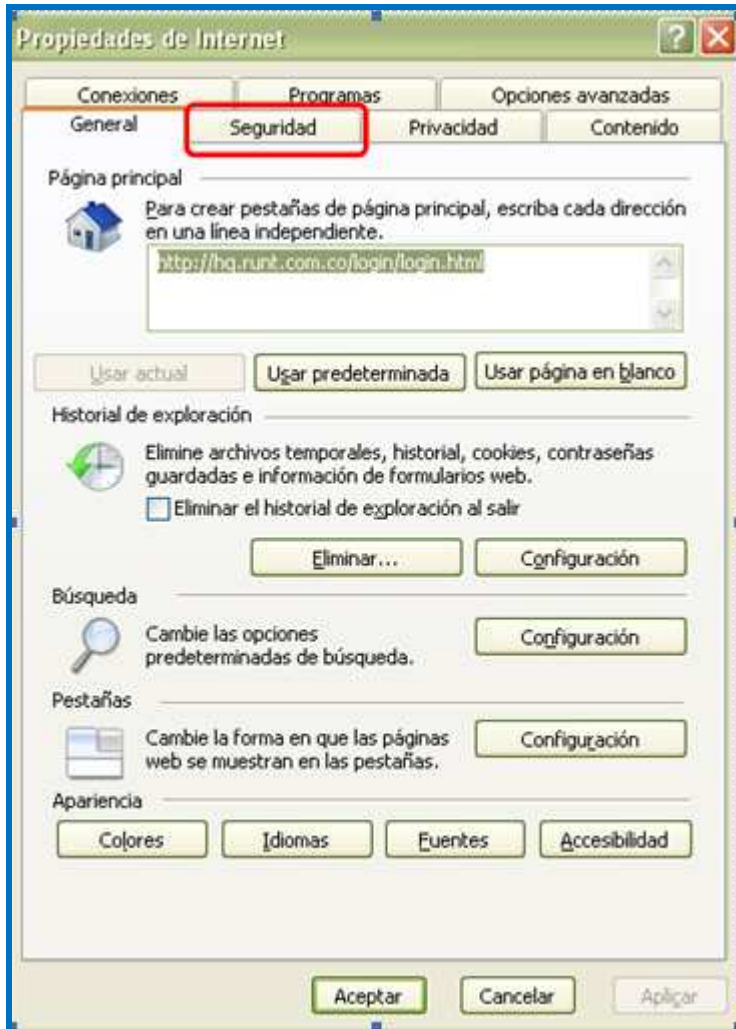 Propiedades de Internet
Conexiones Programas Opciones avanzadas
General Seguridad Privacidad Contenido
Página principal
Para crear pestañas de página principal, escriba cada dirección
en una línea independiente.
http://hq.runt.com.co/login/login.html
Usar actual Usar predeterminada Usar página en blanco
Historial de exploración
Elimine archivos temporales, historial, cookies, contraseñas
guardadas e información de formularios web.
Eliminar el historial de exploración al salir
Eliminar... Configuración
Búsqueda
Cambie las opciones
predeterminadas de búsqueda.
Configuración
Pestañas
Cambie la forma en que las páginas
web se muestran en las pestañas.
Configuración
Apariencia
Colores Idiomas Fuentes Accesibilidad
Aceptar Cancelar Aplicar